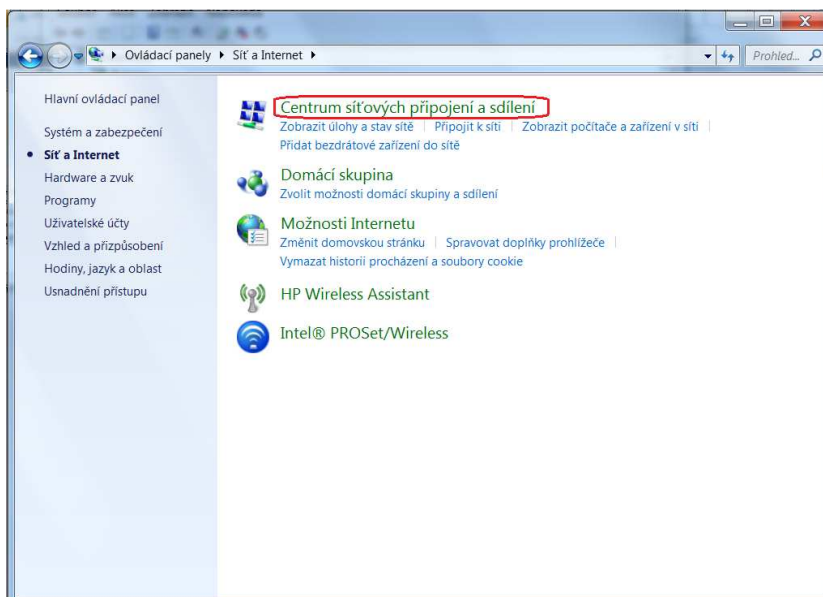 Ovládací panely Síť a Internet
Prohled...
Hlavní ovládací panel
Systém a zabezpečení
Síť a Internet
Hardware a zvuk
Programy
Uživatelské účty
Vzhled a přizpůsobení
Hodiny, jazyk a oblast
Usnadnění přístupu
Centrum síťových připojení a sdílení
Zobrazit úlohy a stav sítě
Připojit k síti
Zobrazit počítače a zařízení v síti
Přidat bezdrátové zařízení do sítě
Domácí skupina
Zvolit možnosti domácí skupiny a sdílení
Možnosti Internetu
Změnit domovskou stránku
Spravovat doplňky prohlížeče
Vymazat historii procházení a soubory cookie
HP Wireless Assistant
Intel® PROSet/Wireless